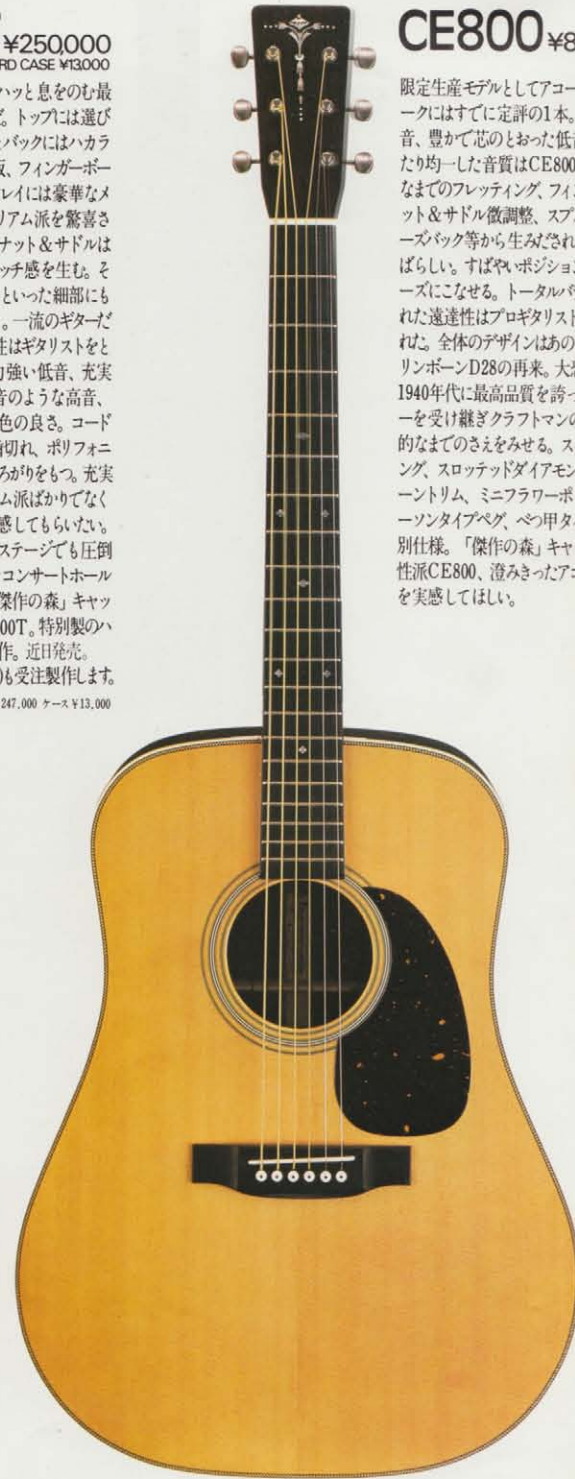 ¥250,000
RD CASE ¥13,000
ハッと息をのむ最
ど。トップには選び
とバックにはハカラ
板、フィンガーボー
レイには豪華なメ
リアム派を驚喜さ
ナット&サドルは
ッチ感を生む。そ
といった細部にも
。一流のギターだ
性はギタリストをと
力強い低音、充実
音のような高音、
色の良さ。コード
歯切れ、ポリフォニ
ろがりをもつ。充実
ム派ばかりでなく
感してもらいたい。
ステージでも圧倒
コンサートホール
傑作の森」キャッ
00T。特別製のハ
作。近日発売。
)も受注製作します。
247,000 ケース ¥13,000
CE800 ¥8
限定生産モデルとしてアコー
ークにはすでに定評の1本。
音、豊かで芯のとおった低音
たり均一した音質はCE800
なまでのフレッティング、フィ
ット&サドル微調整、スプ
ーズバック等から生みだされ
ばらしい。すばやいポジショ
ーズにこなせる。トータルバ
れた遠達性はプロギタリスト
れた。全体のデザインはあの
リンボーンD28の再来。大
1940年代に最高品質を誇っ
ーを受け継ぎクラフトマンの
的なまでのさえをみせる。ス
ング、スロッテッドダイアモン
ーントリム、ミニフラワーポ
ーソンタイプペグ、べっ甲タ
別仕様。「傑作の森」キャ
性派CE800、澄みきったアコ
を実感してほしい。